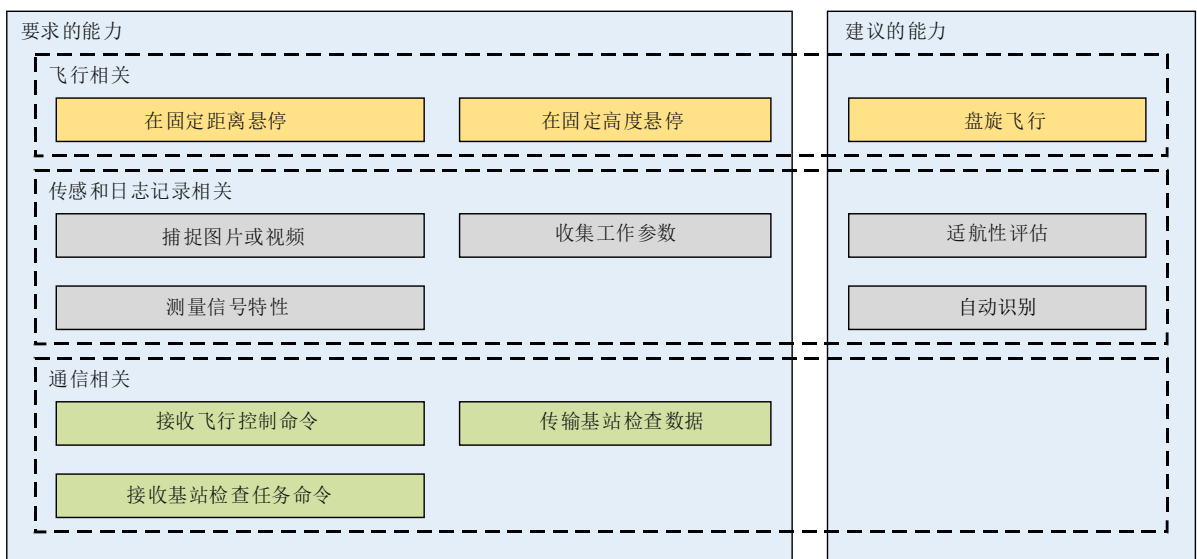 要求的能力
建议的能力
飞行相关
在固定距离悬停
在固定高度悬停
盘旋飞行
传感和日志记录相关
捕捉图片或视频
收集工作参数
适航性评估
测量信号特性
自动识别
通信相关
接收飞行控制命令
传输基站检查数据
接收基站检查任务命令